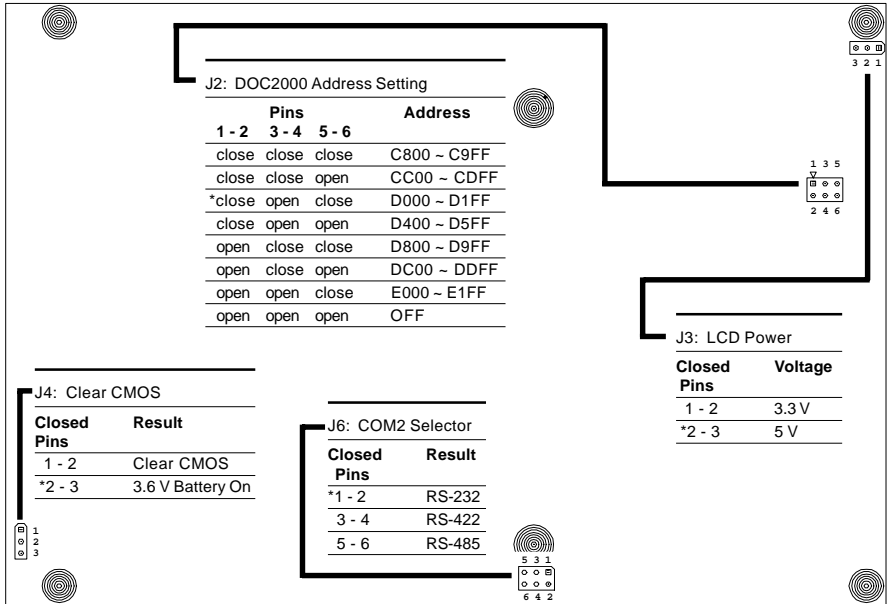 J2: DOC2000 Address Setting
Pins Address
1 - 2 3 - 4 5 - 6
close close close C800 ~ C9FF
close close open CC00 ~ CDFF
*close open close D000 ~ D1FF
close open open D400 ~ D5FF
open close close D800 ~ D9FF
open close open DC00 ~ DDFF
open open close E000 ~ E1FF
open open open OFF
3 2 1
1 3 5
2 4 6
J3: LCD Power
Closed Voltage
Pins
1 - 2 3.3 V
*2 - 3 5 V
J4: Clear CMOS
Closed Result
Pins
1 - 2 Clear CMOS
*2 - 3 3.6 V Battery On
1
2
3
J6: COM2 Selector
Closed Result
Pins
*1 - 2 RS-232
3 - 4 RS-422
5 - 6 RS-485
5 3 1
6 4 2